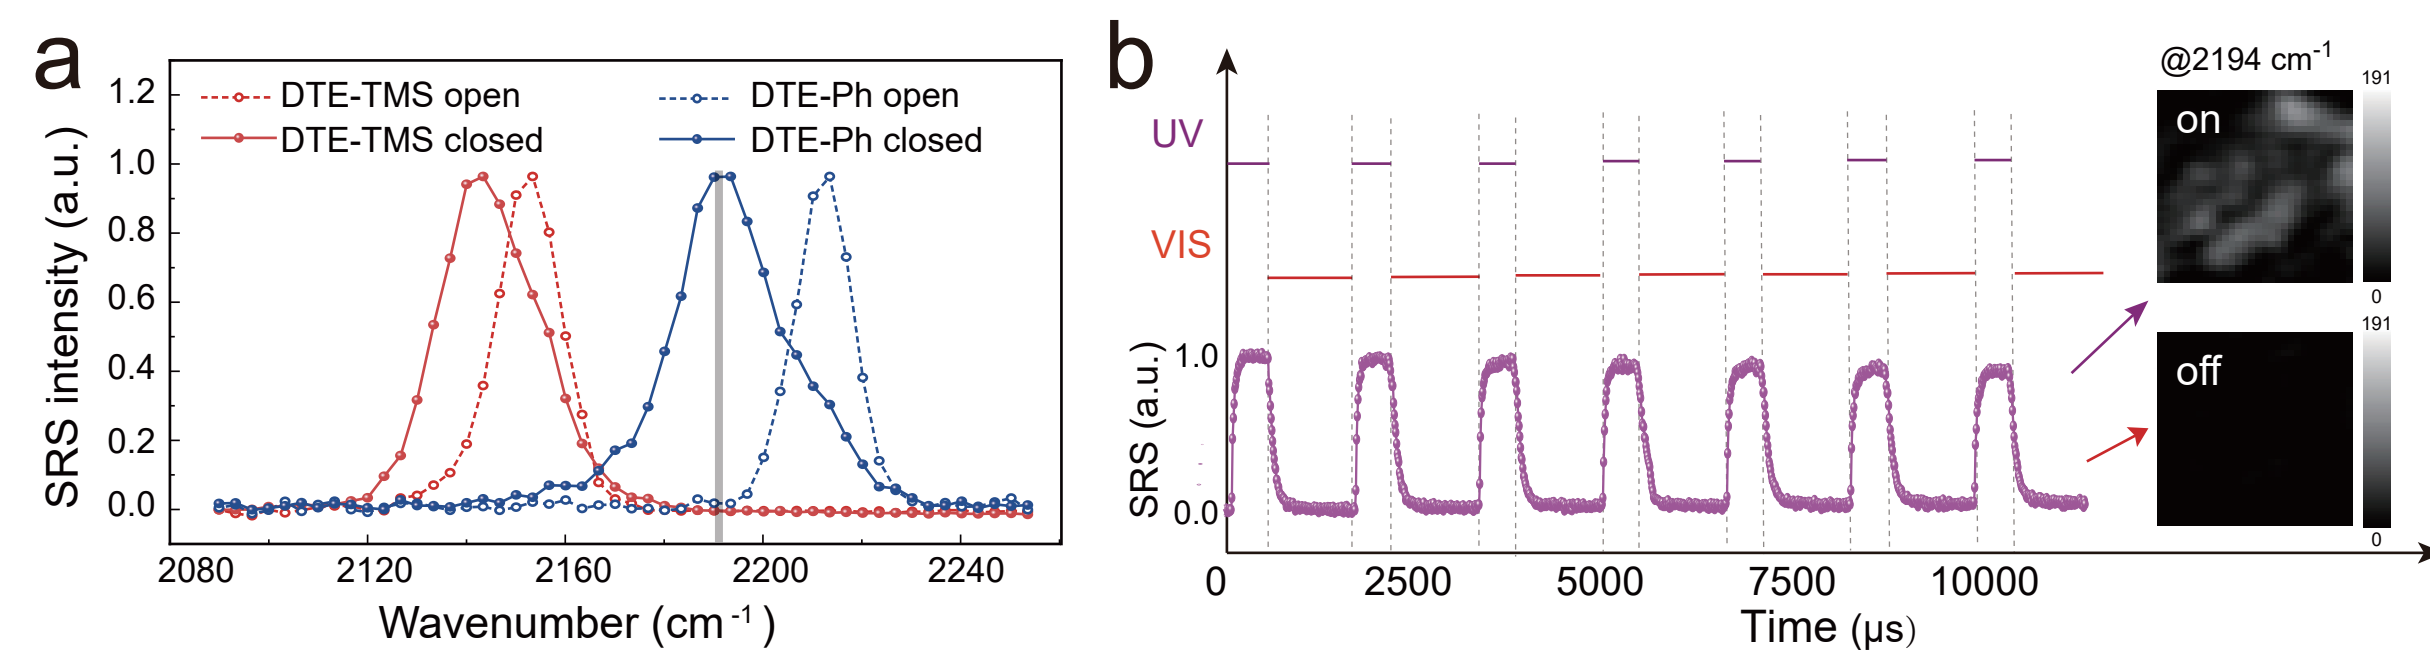 a
DTE-TMS open
DTE-TMS closed
DTE-Ph open
DTE-Ph closed
SRS intensity (a.u.)
1.2
1.0
0.8
0.6
0.4
0.2
0.0
2080 2120 2160 2200 2240
Wavenumber (cm⁻¹)
b
UV
VIS
SRS (a.u.)
1.0
0.0
0 2500 5000 7500 10000
Time (μs)
@2194 cm⁻¹
on
191
0
off
191
0